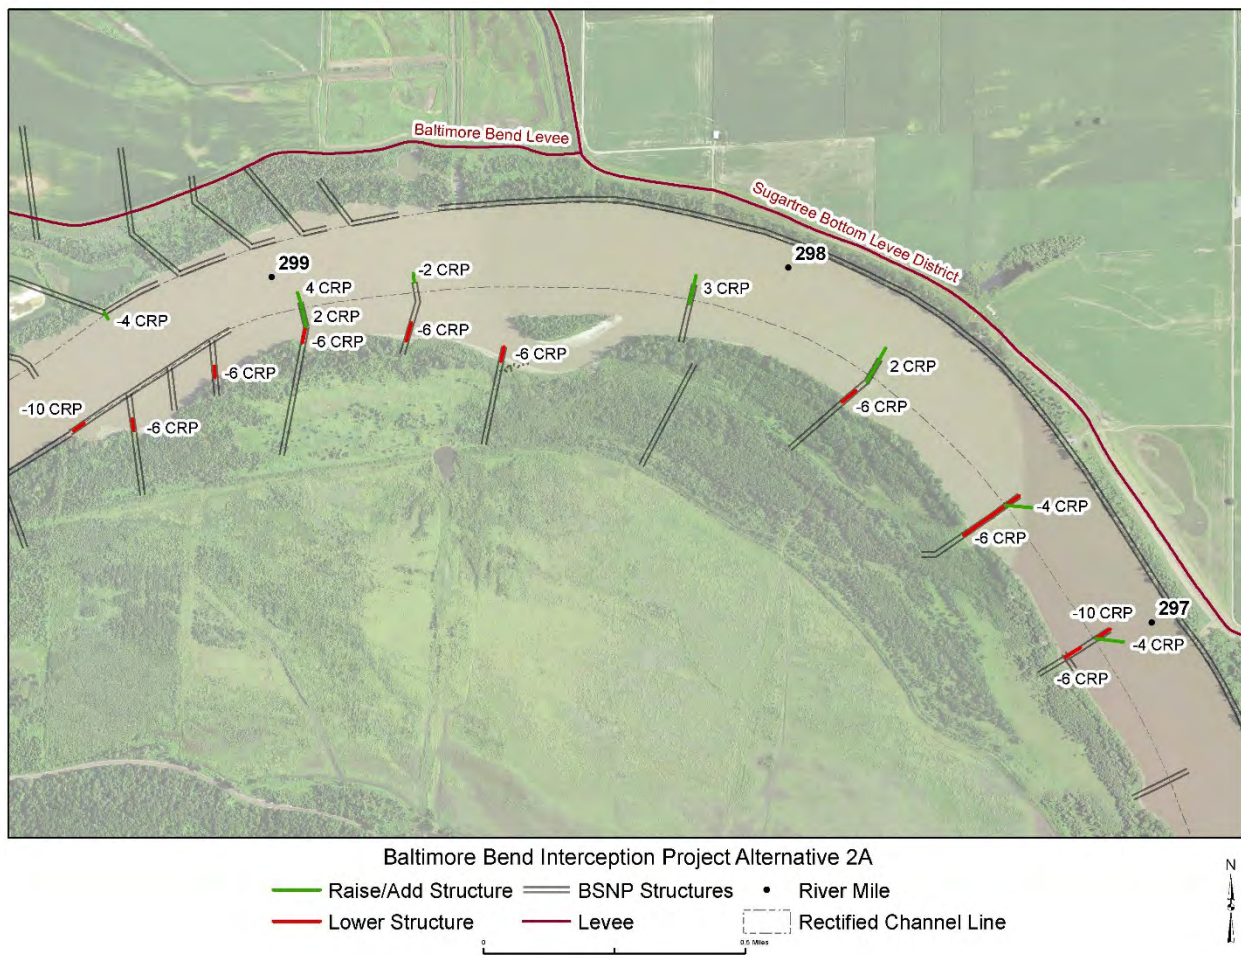 Baltimore Bend Levee
Sugartree Bottom Levee District
299
298
-2 CRP
4 CRP
3 CRP
-4 CRP
2 CRP
-6 CRP
-6 CRP
-6 CRP
-6 CRP
2 CRP
-10 CRP
-6 CRP
-6 CRP
-4 CRP
-6 CRP
-10 CRP
297
-4 CRP
-6 CRP
Baltimore Bend Interception Project Alternative 2A
Raise/Add Structure
BSNP Structures
River Mile
N
Lower Structure
Levee
Rectified Channel Line
0
0.5 Miles